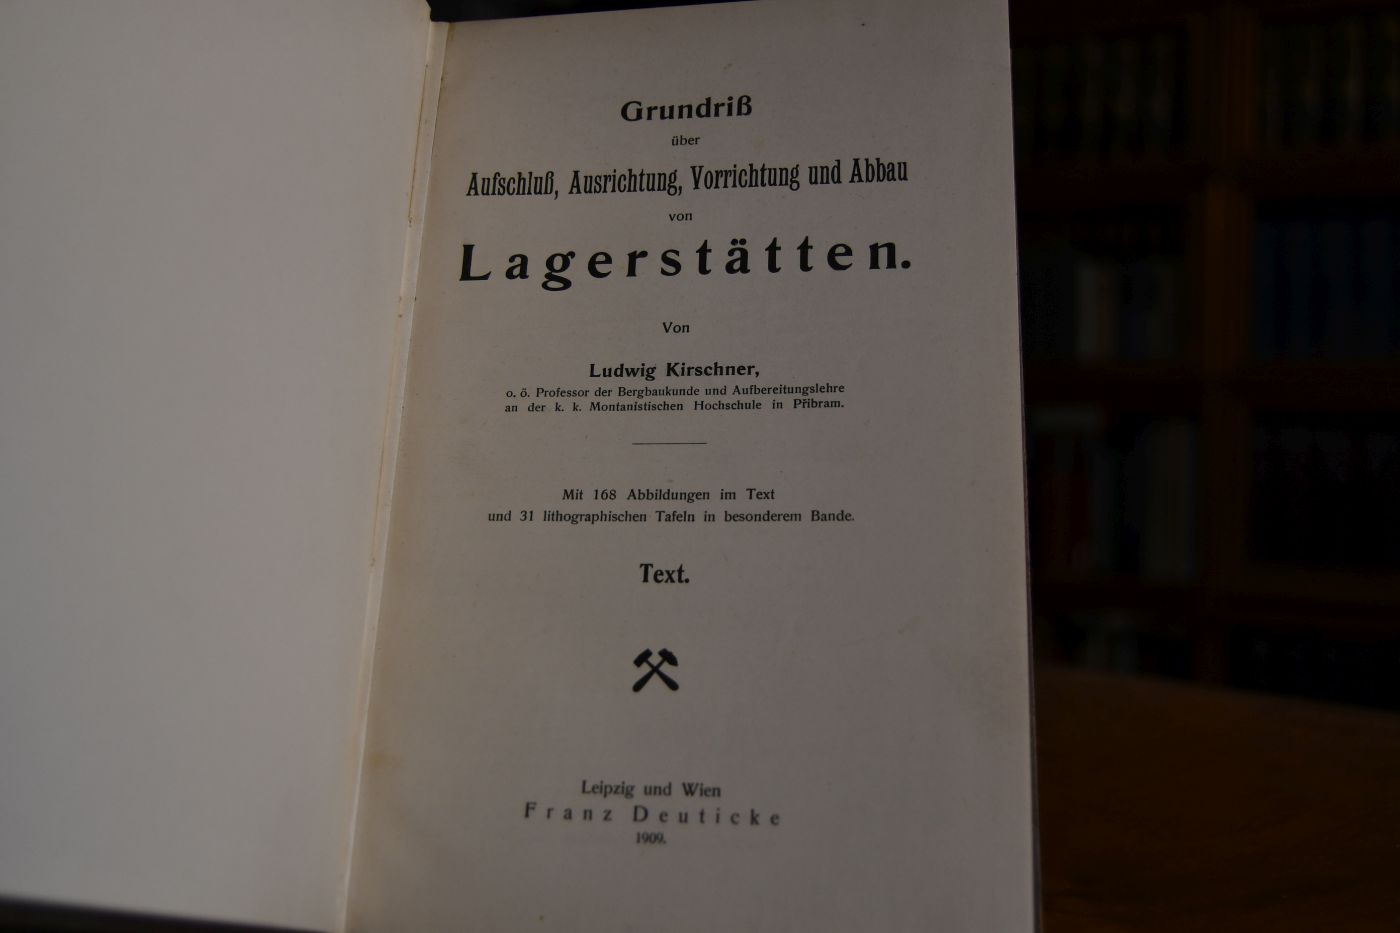 Grundriß
über
Aufschluß, Ausrichtung, Vorrichtung und Abbau
von
Lagerstätten.
Von
Ludwig Kirschner,
o. ö. Professor der Bergbaukunde und Aufbereitungslehre
an der k. k. Montanistischen Hochschule in Přibram.
Mit 168 Abbildungen im Text
und 31 lithographischen Tafeln in besonderem Bande.
Text.
Leipzig und Wien
Franz Deuticke
1909.